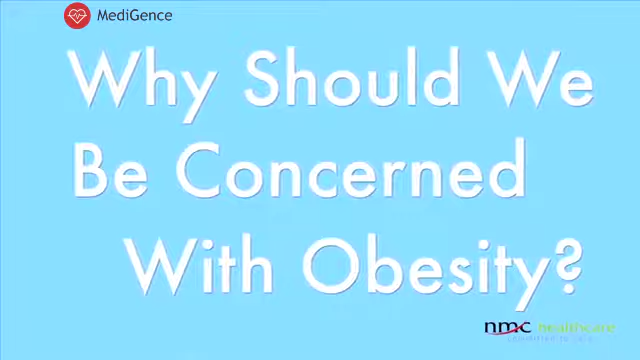 MediGence
Why Should We
Be Concerned
With Obesity?
nmc healthcare